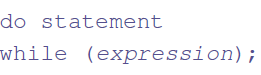 do statement
while (expression);